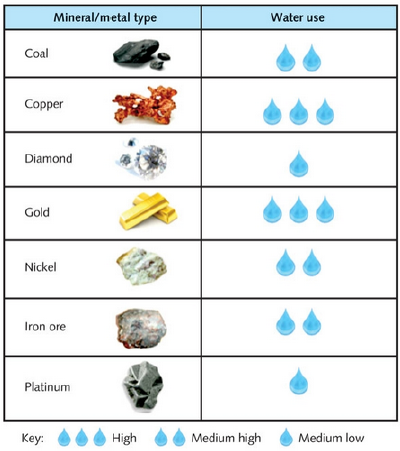 Mineral/metal type Water use
Coal
Copper
Diamond
Gold
Nickel
Iron ore
Platinum
Key: High Medium high Medium low